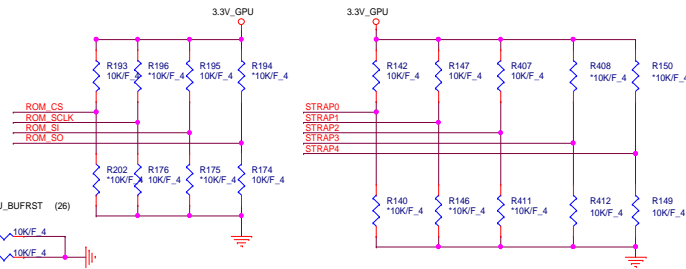 3.3V_GPU
3.3V_GPU
R193
10K/F_4
R196
*10K/F_4
R195
10K/F_4
R194
*10K/F_4
R142
10K/F_4
R147
10K/F_4
R407
10K/F_4
R408
*10K/F_4
R150
*10K/F_4
ROM_CS
ROM_SCLK
ROM_SI
ROM_SO
STRAP0
STRAP1
STRAP2
STRAP3
STRAP4
R202
*10K/F_4
R176
10K/F_4
R175
*10K/F_4
R174
10K/F_4
R140
*10K/F_4
R146
*10K/F_4
R411
*10K/F_4
R412
10K/F_4
R149
10K/F_4
U_BUFRST (26)
10K/F_4
10K/F_4